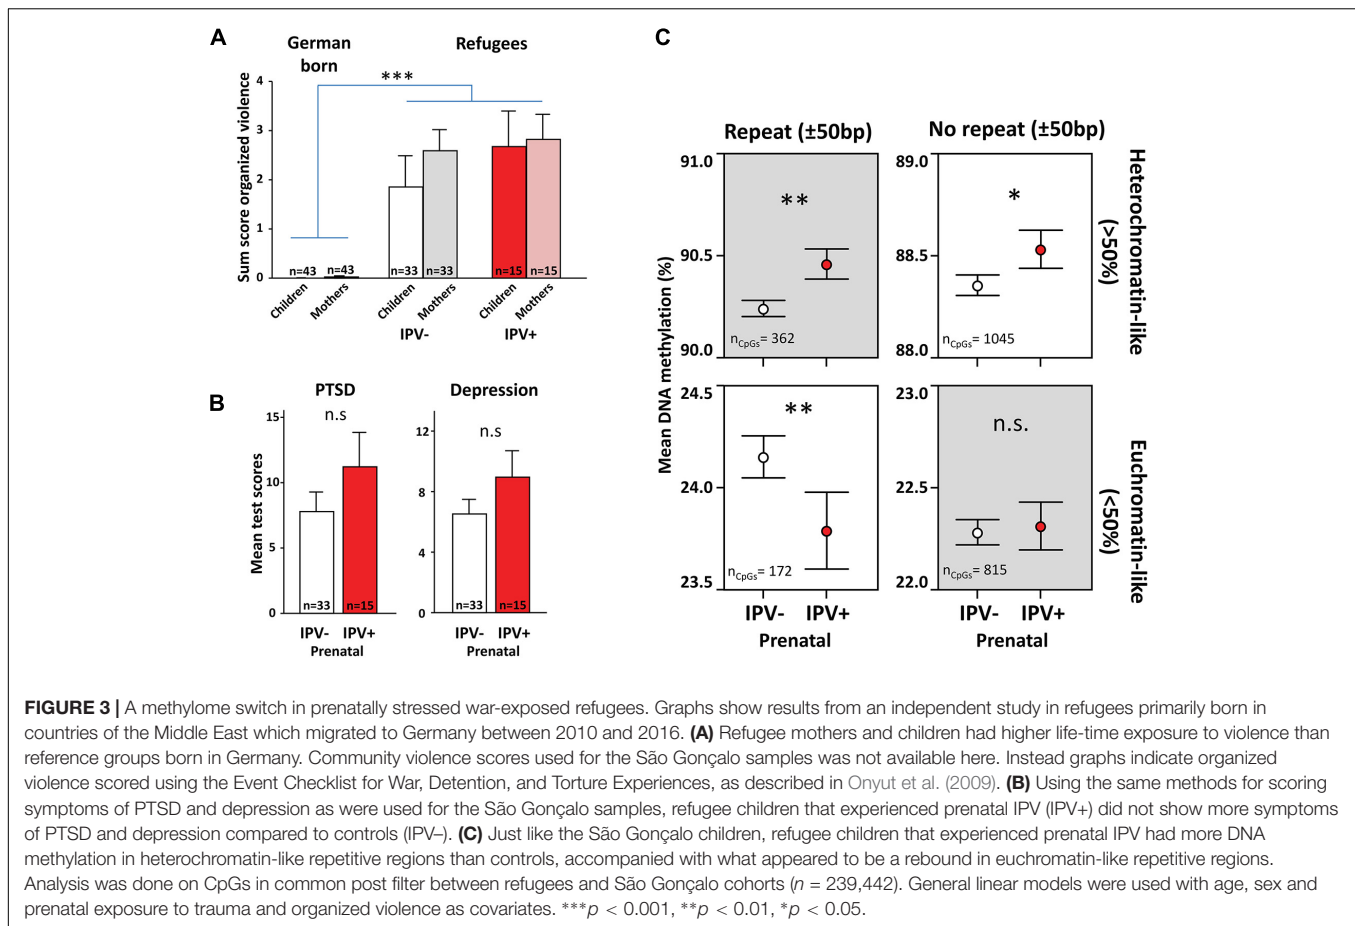 A
German
born
Refugees
***
Sum score organized violence
4
3
2
1
0
n=43
n=43
n=33
n=33
n=15
n=15
Children
Mothers
Children
Mothers
Children
Mothers
IPV-
IPV+
B
PTSD
n.s
Mean test scores
15
10
5
0
n=33
n=15
IPV-
IPV+
Prenatal
Depression
n.s
12
8
4
0
n=33
n=15
IPV-
IPV+
Prenatal
C
Repeat (±50bp)
No repeat (±50bp)
Mean DNA methylation (%)
91.0
90.5
90.0
**
nCpGs= 362
89.0
88.5
88.0
*
nCpGs= 1045
Heterochromatin-like
(>50%)
24.5
24.0
23.5
**
nCpGs= 172
23.0
22.5
22.0
n.s.
nCpGs= 815
Euchromatin-like
(<50%)
IPV-
IPV+
Prenatal
IPV-
IPV+
Prenatal
FIGURE 3 | A methylome switch in prenatally stressed war-exposed refugees. Graphs show results from an independent study in refugees primarily born in
countries of the Middle East which migrated to Germany between 2010 and 2016. (A) Refugee mothers and children had higher life-time exposure to violence than
reference groups born in Germany. Community violence scores used for the São Gonçalo samples was not available here. Instead graphs indicate organized
violence scored using the Event Checklist for War, Detention, and Torture Experiences, as described in Onyut et al. (2009). (B) Using the same methods for scoring
symptoms of PTSD and depression as were used for the São Gonçalo samples, refugee children that experienced prenatal IPV (IPV+) did not show more symptoms
of PTSD and depression compared to controls (IPV–). (C) Just like the São Gonçalo children, refugee children that experienced prenatal IPV had more DNA
methylation in heterochromatin-like repetitive regions than controls, accompanied with what appeared to be a rebound in euchromatin-like repetitive regions.
Analysis was done on CpGs in common post filter between refugees and São Gonçalo cohorts (n = 239,442). General linear models were used with age, sex and
prenatal exposure to trauma and organized violence as covariates. ***p < 0.001, **p < 0.01, *p < 0.05.